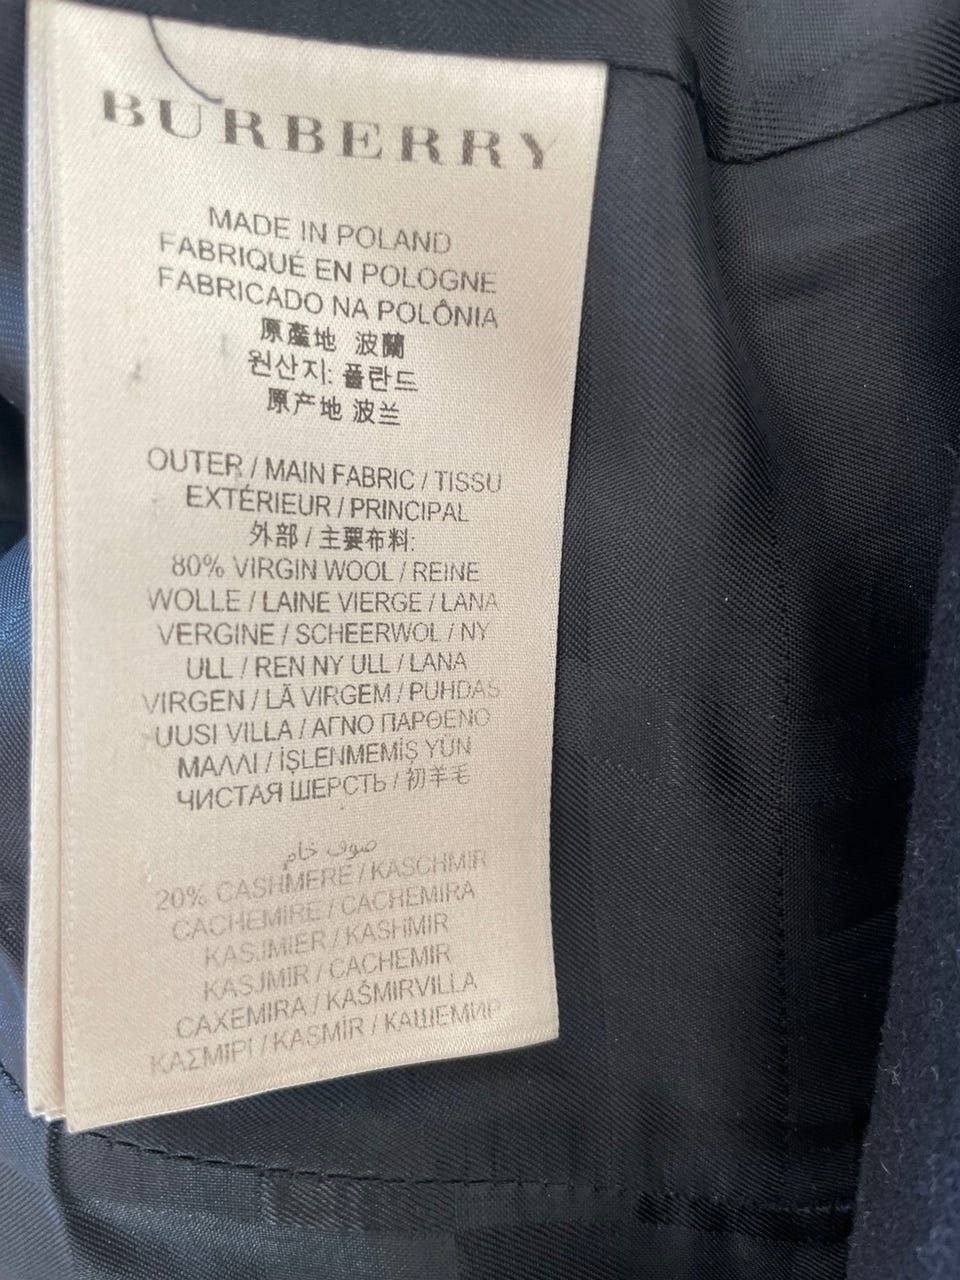 BURBERRY
MADE IN POLAND
FABRIQUÉ EN POLOGNE
FABRICADO NA POLÔNIA
原產地 波蘭
원산지: 폴란드
原产地 波兰
OUTER / MAIN FABRIC / TISSU
EXTÉRIEUR / PRINCIPAL
外部 / 主要布料:
80% VIRGIN WOOL / REINE
WOLLE / LAINE VIERGE / LANA
VERGINE / SCHEERWOL / NY
ULL / REN NY ULL / LANA
VIRGEN / LÃ VIRGEM / PUHDAS
UUSI VILLA / ΑΓΝΟ ΠΑΡΘΕΝΟ
ΜΑΛΛΙ / İŞLENMEMİŞ YÜN
ЧИСТАЯ ШЕРСТЬ / 初羊毛
صوف خام
20% CASHMERE / KASCHMIR
CACHEMIRE / CACHEMIRA
KASJMIER / KASHMIR
KASJMIR / CACHEMIR
CAXEMIRA / KAŠMIRVILLA
ΚΑΣΜΙΡΙ / KASMİR / КАШЕМИР